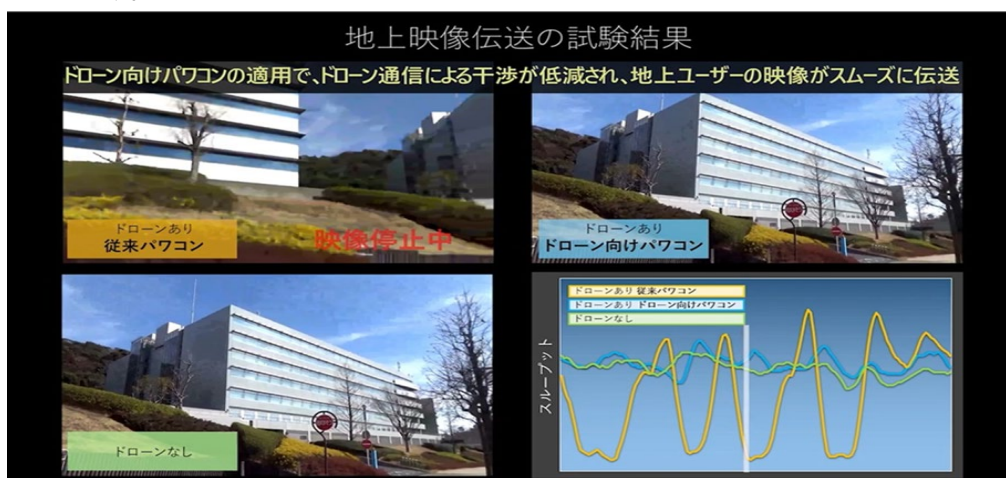 地上映像伝送の試験結果
ドローン向けパワコンの適用で、ドローン通信による干渉が低減され、地上ユーザーの映像がスムーズに伝送
ドローンあり
従来パワコン
映像停止中
ドローンあり
ドローン向けパワコン
ドローンなし
ドローンあり 従来パワコン
ドローンあり ドローン向けパワコン
ドローンなし
スループット